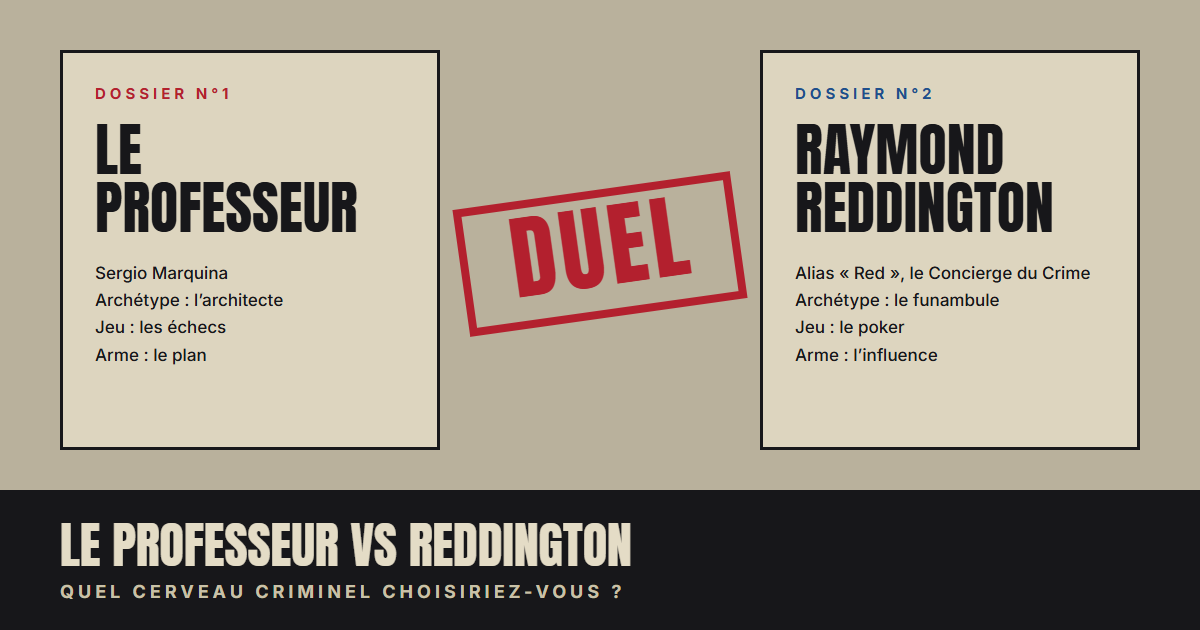 DOSSIER N°1
LE
PROFESSEUR
Sergio Marquina
Archétype : l’architecte
Jeu : les échecs
Arme : le plan
DUEL
DOSSIER N°2
RAYMOND
REDDINGTON
Alias « Red », le Concierge du Crime
Archétype : le funambule
Jeu : le poker
Arme : l’influence
LE PROFESSEUR VS REDDINGTON
QUEL CERVEAU CRIMINEL CHOISIRIEZ-VOUS ?